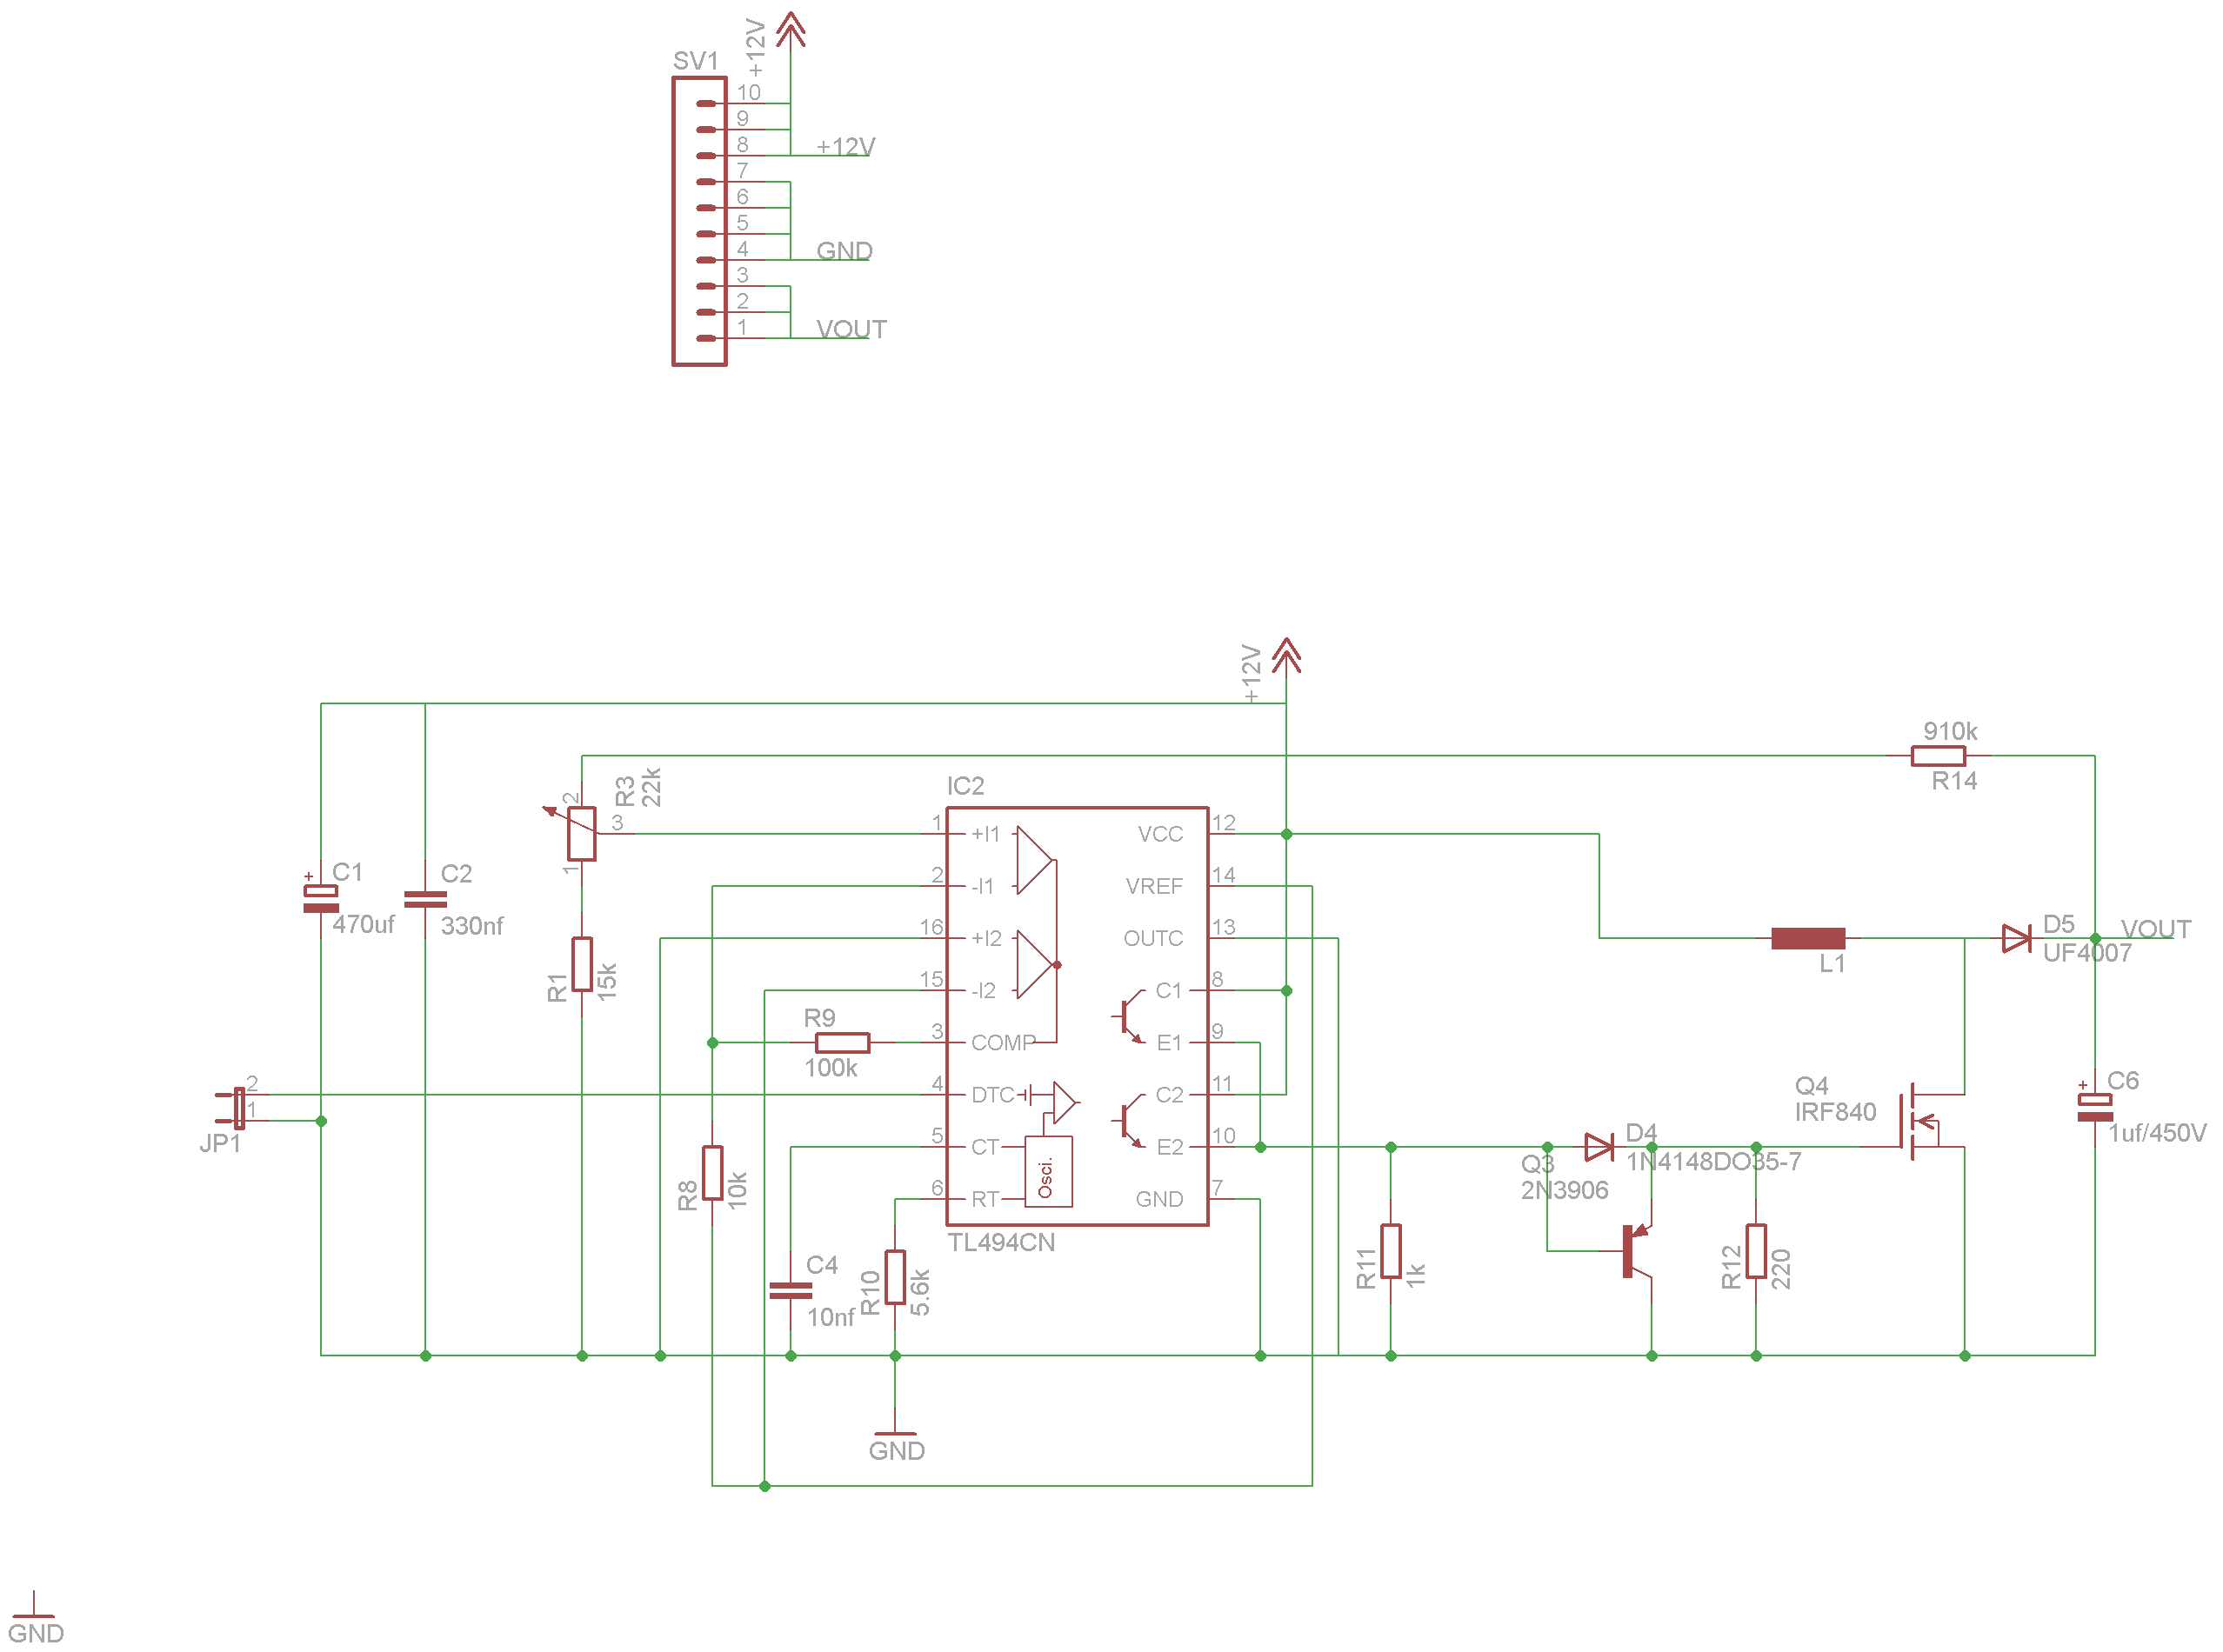 +12V
SV1
10
9
8
+12V
7
6
5
4
GND
3
2
1
VOUT
+12V
910k
R14
R3
22k
2
3
1
IC2
1
+I1
VCC
12
2
-I1
VREF
14
16
+I2
OUTC
13
15
-I2
C1
8
3
COMP
E1
9
4
DTC
C2
11
5
CT
E2
10
6
RT
Osci.
GND
7
TL494CN
+
C1
470uf
C2
330nf
R1
15k
R9
100k
D5
UF4007
VOUT
L1
2
1
JP1
R8
10k
C4
10nf
R10
5.6k
R11
1k
Q3
2N3906
D4
1N4148DO35-7
R12
220
Q4
IRF840
+
C6
1uf/450V
GND
GND